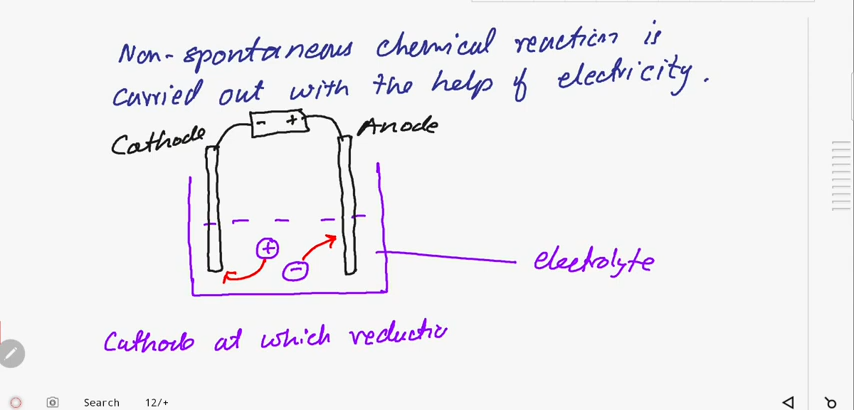 Non-spontaneous chemical reaction is
carried out with the help of electricity.
Cathode
- +
Anode
+
-
electrolyte
Cathode at which reductio
Search 12/+